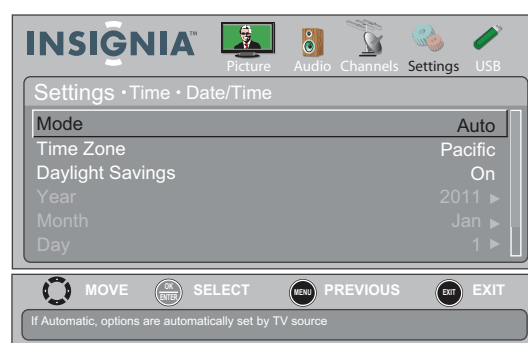 INSIGNIA™
Picture Audio Channels Settings USB
Settings · Time · Date/Time
Mode Auto
Time Zone Pacific
Daylight Savings On
Year 2011
Month Jan
Day 1
MOVE OK ENTER SELECT MENU PREVIOUS EXIT EXIT
If Automatic, options are automatically set by TV source